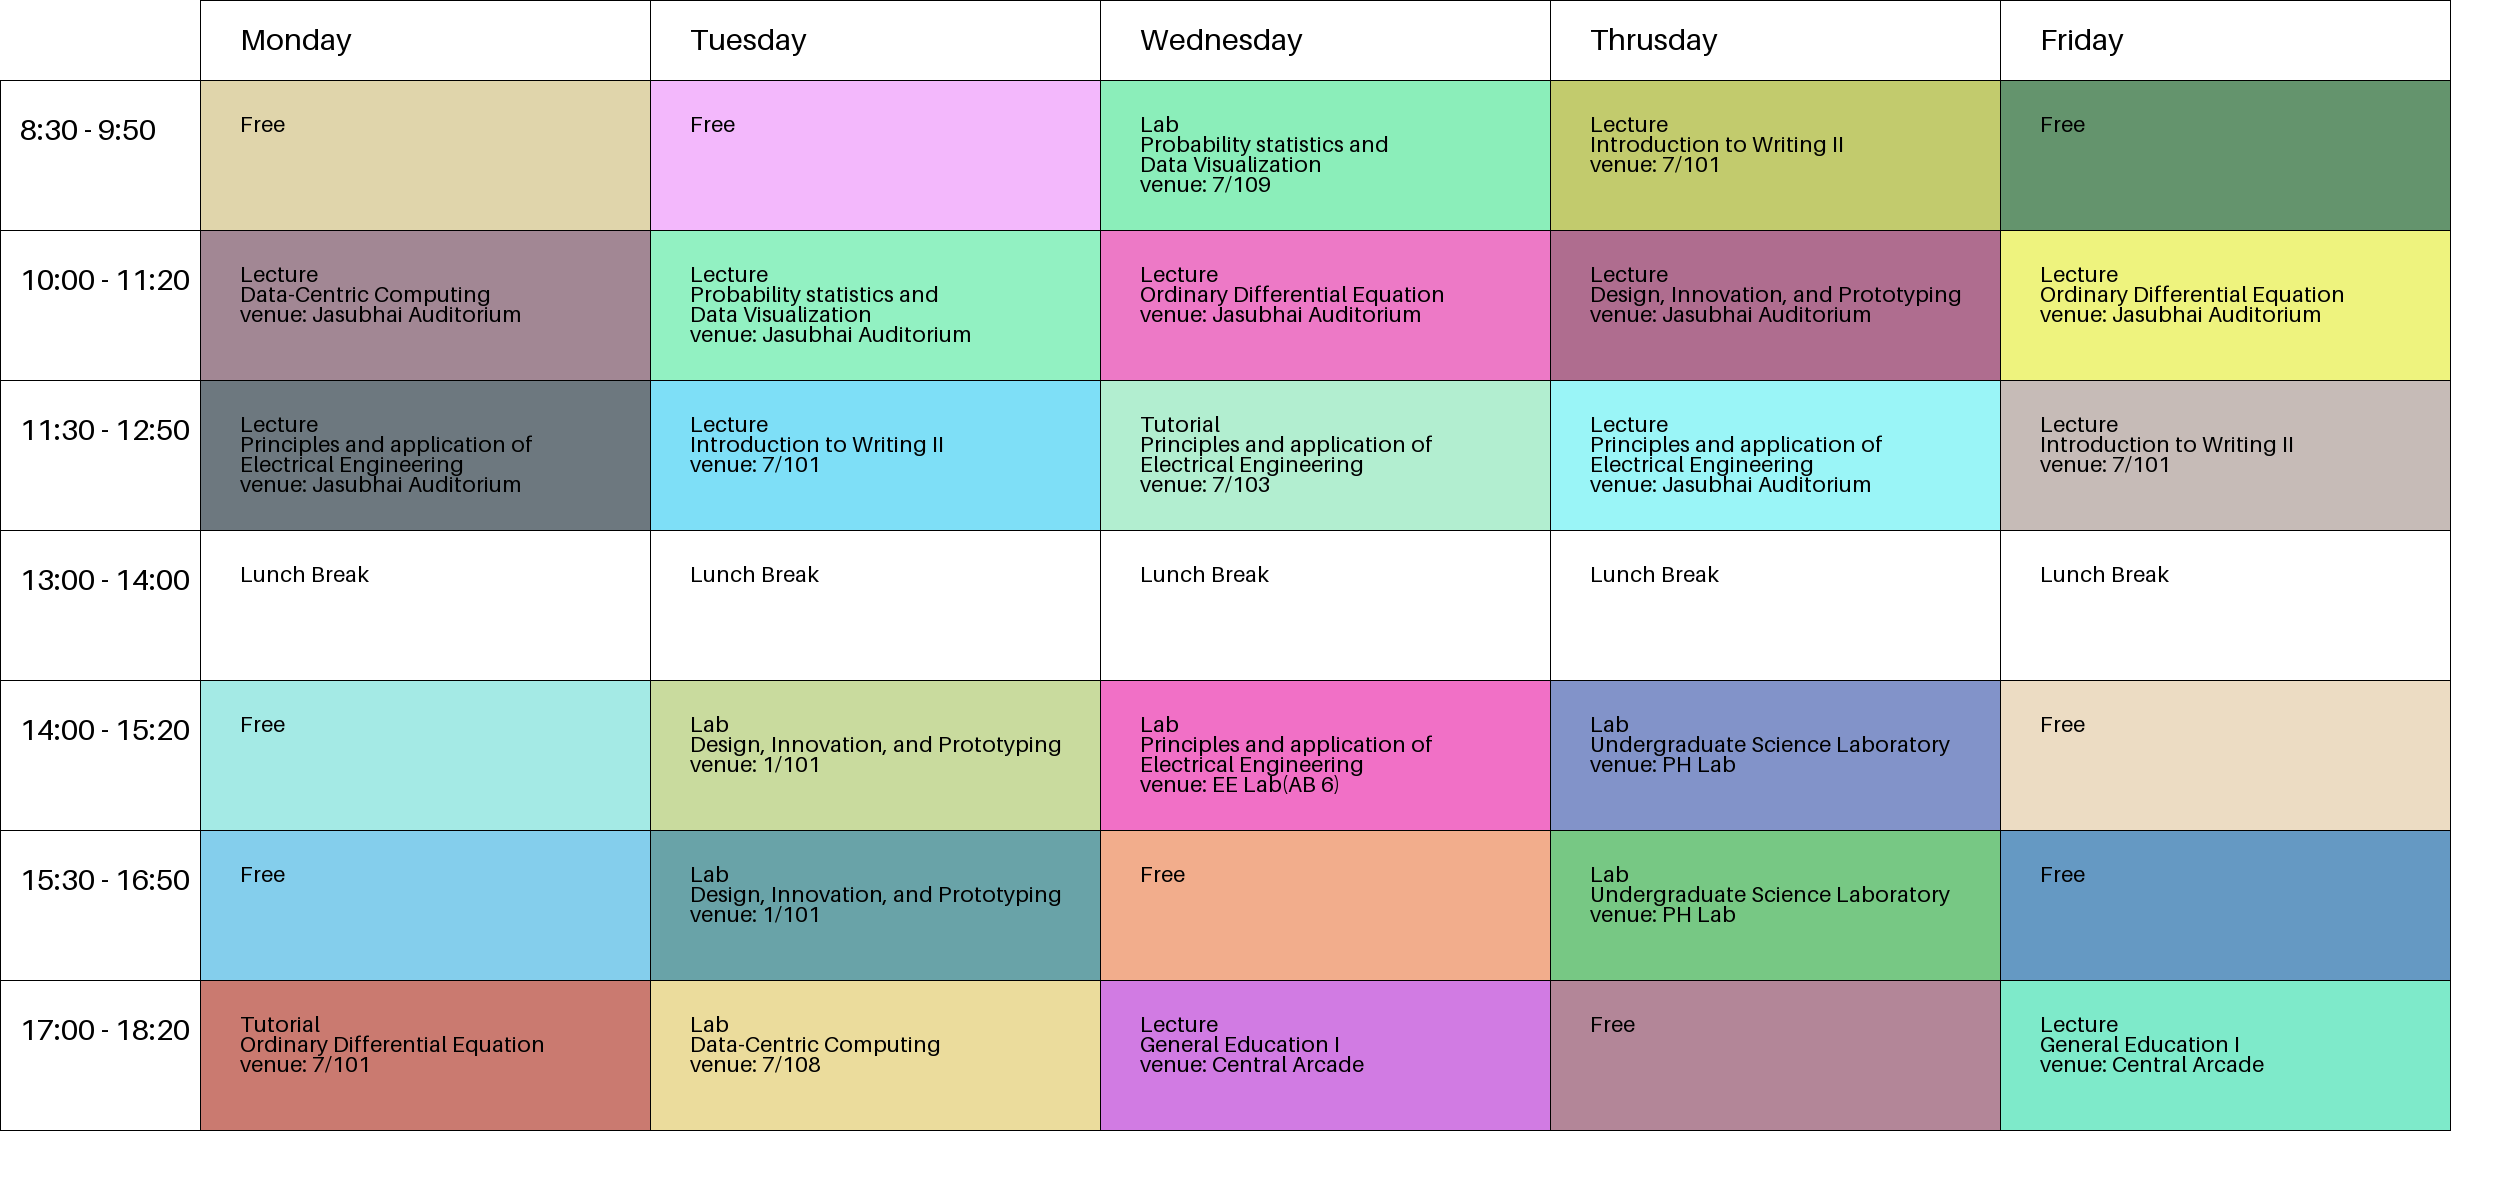 Monday
Tuesday
Wednesday
Thrusday
Friday
8:30 - 9:50
Free
Free
Lab
Probability statistics and
Data Visualization
venue: 7/109
Lecture
Introduction to Writing II
venue: 7/101
Free
10:00 - 11:20
Lecture
Data-Centric Computing
venue: Jasubhai Auditorium
Lecture
Probability statistics and
Data Visualization
venue: Jasubhai Auditorium
Lecture
Ordinary Differential Equation
venue: Jasubhai Auditorium
Lecture
Design, Innovation, and Prototyping
venue: Jasubhai Auditorium
Lecture
Ordinary Differential Equation
venue: Jasubhai Auditorium
11:30 - 12:50
Lecture
Principles and application of
Electrical Engineering
venue: Jasubhai Auditorium
Lecture
Introduction to Writing II
venue: 7/101
Tutorial
Principles and application of
Electrical Engineering
venue: 7/103
Lecture
Principles and application of
Electrical Engineering
venue: Jasubhai Auditorium
Lecture
Introduction to Writing II
venue: 7/101
13:00 - 14:00
Lunch Break
Lunch Break
Lunch Break
Lunch Break
Lunch Break
14:00 - 15:20
Free
Lab
Design, Innovation, and Prototyping
venue: 1/101
Lab
Principles and application of
Electrical Engineering
venue: EE Lab(AB 6)
Lab
Undergraduate Science Laboratory
venue: PH Lab
Free
15:30 - 16:50
Free
Lab
Design, Innovation, and Prototyping
venue: 1/101
Free
Lab
Undergraduate Science Laboratory
venue: PH Lab
Free
17:00 - 18:20
Tutorial
Ordinary Differential Equation
venue: 7/101
Lab
Data-Centric Computing
venue: 7/108
Lecture
General Education I
venue: Central Arcade
Free
Lecture
General Education I
venue: Central Arcade